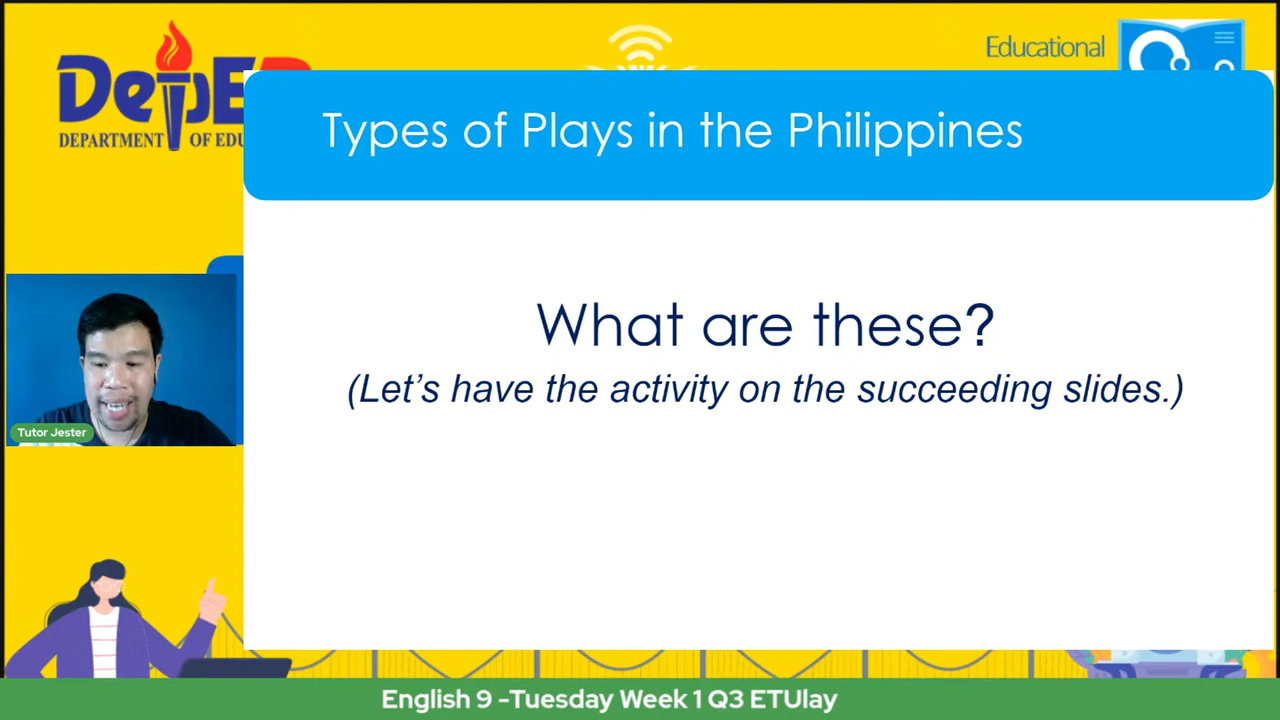 DepE
DEPARTMENT OF EDU
Educational
Types of Plays in the Philippines
What are these?
(Let's have the activity on the succeeding slides.)
Tutor Jester
English 9 -Tuesday Week 1 Q3 ETUlay